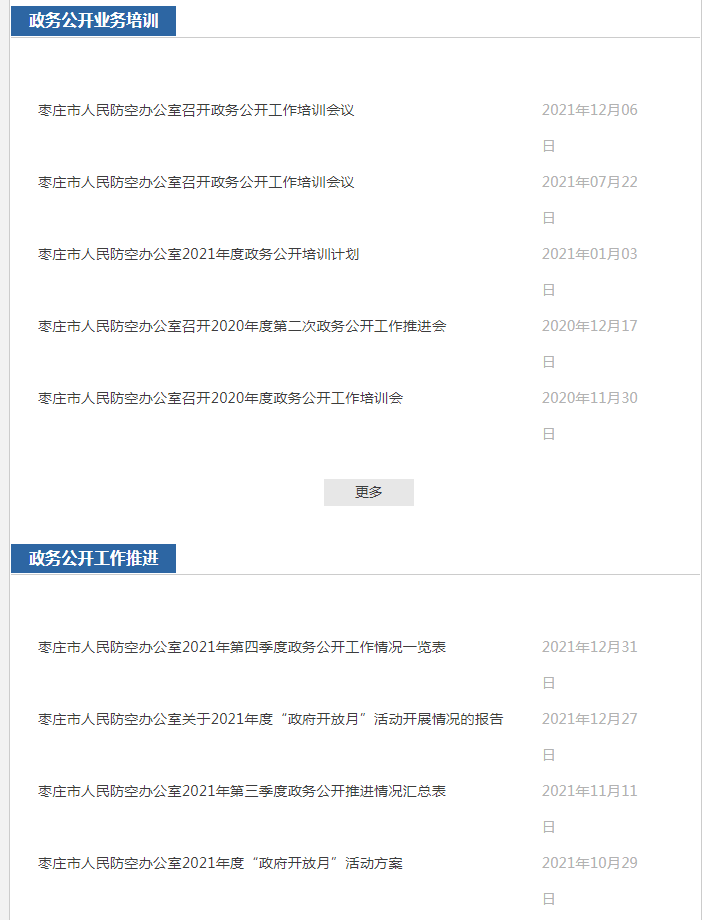 政务公开业务培训
枣庄市人民防空办公室召开政务公开工作培训会议 2021年12月06
日
枣庄市人民防空办公室召开政务公开工作培训会议 2021年07月22
日
枣庄市人民防空办公室2021年度政务公开培训计划 2021年01月03
日
枣庄市人民防空办公室召开2020年度第二次政务公开工作推进会 2020年12月17
日
枣庄市人民防空办公室召开2020年度政务公开工作培训会 2020年11月30
日
更多
政务公开工作推进
枣庄市人民防空办公室2021年第四季度政务公开工作情况一览表 2021年12月31
日
枣庄市人民防空办公室关于2021年度“政府开放月”活动开展情况的报告 2021年12月27
日
枣庄市人民防空办公室2021年第三季度政务公开推进情况汇总表 2021年11月11
日
枣庄市人民防空办公室2021年度“政府开放月”活动方案 2021年10月29
日